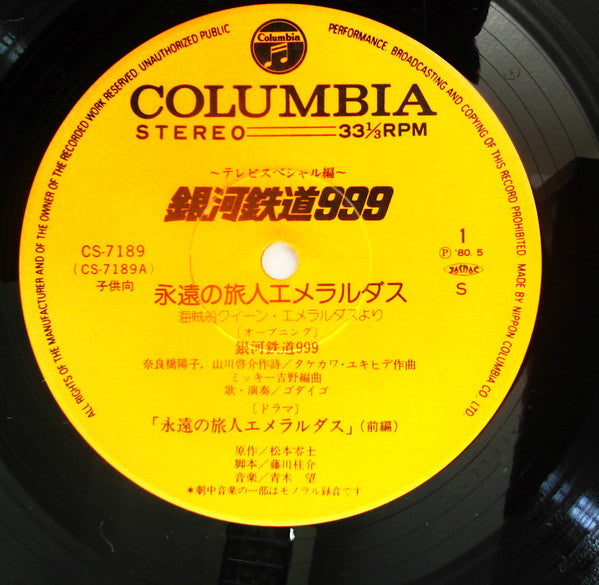 ALL RIGHTS OF THE MANUFACTURER AND OF THE OWNER OF THE RECORDED WORK RESERVED. UNAUTHORIZED PUBLIC PERFORMANCE, BROADCASTING AND COPYING OF THIS RECORD PROHIBITED. MADE BY NIPPON COLUMBIA CO., LTD.
Columbia
COLUMBIA
STEREO 33⅓RPM
~テレビスペシャル編~
銀河鉄道999
CS-7189
(CS-7189A)
子供向
1
Ⓟ '80. 5
JASRAC
S
永遠の旅人エメラルダス
海賊船クイーン・エメラルダスより
〔オープニング〕
銀河鉄道999
奈良橋陽子, 山川啓介作詩/タケカワ・ユキヒデ作曲
ミッキー吉野編曲
歌・演奏/ゴダイゴ
〔ドラマ〕
「永遠の旅人エメラルダス」(前編)
原作/松本零士
脚本/藤川桂介
音楽/青木 望
*劇中音楽の一部はモノラル録音です